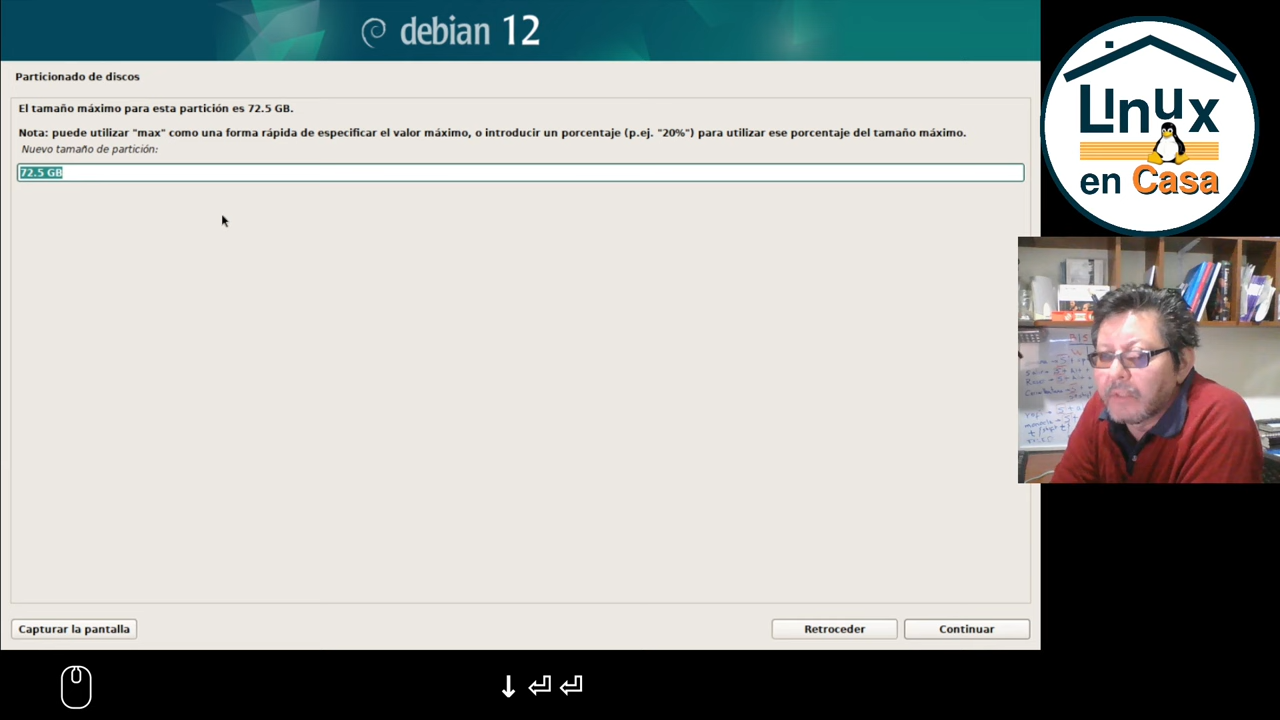 debian 12
Particionado de discos
El tamaño máximo para esta partición es 72.5 GB.
Nota: puede utilizar "max" como una forma rápida de especificar el valor máximo, o introducir un porcentaje (p.ej. "20%") para utilizar ese porcentaje del tamaño máximo.
Nuevo tamaño de partición:
72.5 GB
Capturar la pantalla
Retroceder
Continuar
Linux
en Casa